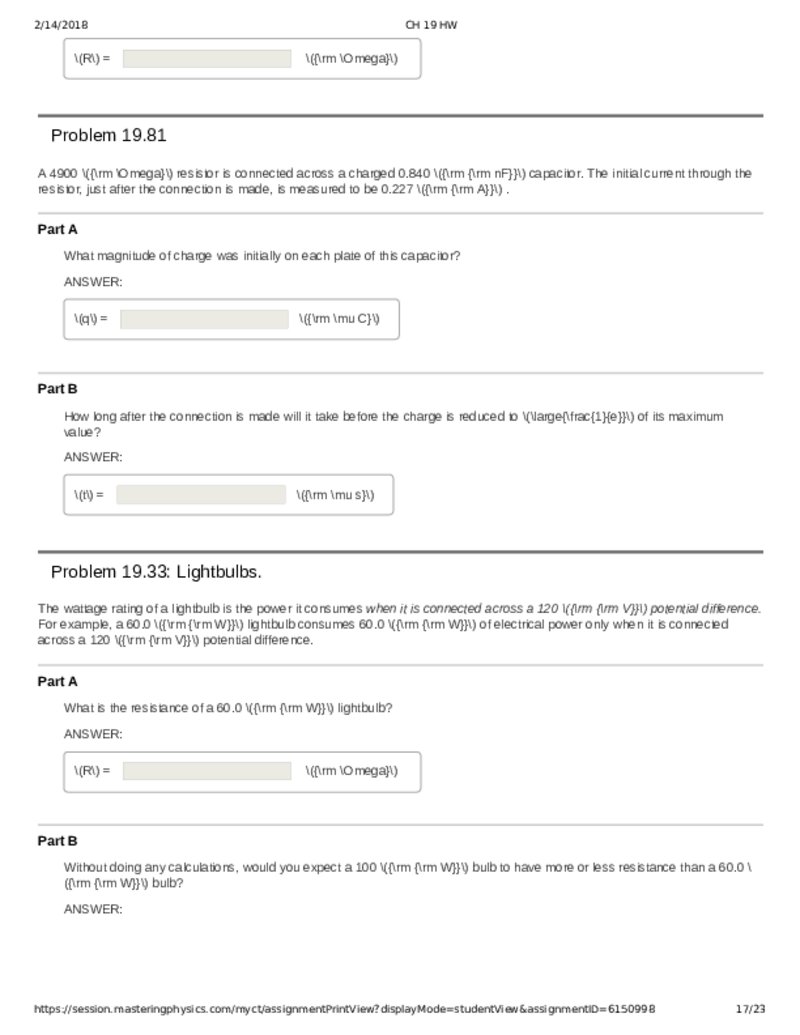 2/14/2018 CH 19 HW
\(R\) = \({\rm \Omega}\)
Problem 19.81
A 4900 \({\rm \Omega}\) resistor is connected across a charged 0.840 \({\rm {\rm nF}}\) capacitor. The initial current through the
resistor, just after the connection is made, is measured to be 0.227 \({\rm {\rm A}}\) .
Part A
What magnitude of charge was initially on each plate of this capacitor?
ANSWER:
\(q\) = \({\rm \mu C}\)
Part B
How long after the connection is made will it take before the charge is reduced to \(\large{\frac{1}{e}}\) of its maximum
value?
ANSWER:
\(t\) = \({\rm \mu s}\)
Problem 19.33: Lightbulbs.
The wattage rating of a lightbulb is the power it consumes when it is connected across a 120 \({\rm {\rm V}}\) potential difference.
For example, a 60.0 \({\rm {\rm W}}\) lightbulb consumes 60.0 \({\rm {\rm W}}\) of electrical power only when it is connected
across a 120 \({\rm {\rm V}}\) potential difference.
Part A
What is the resistance of a 60.0 \({\rm {\rm W}}\) lightbulb?
ANSWER:
\(R\) = \({\rm \Omega}\)
Part B
Without doing any calculations, would you expect a 100 \({\rm {\rm W}}\) bulb to have more or less resistance than a 60.0 \
({\rm {\rm W}}\) bulb?
ANSWER:
https://session.masteringphysics.com/myct/assignmentPrintView?displayMode=studentView&assignmentID=6150998 17/23